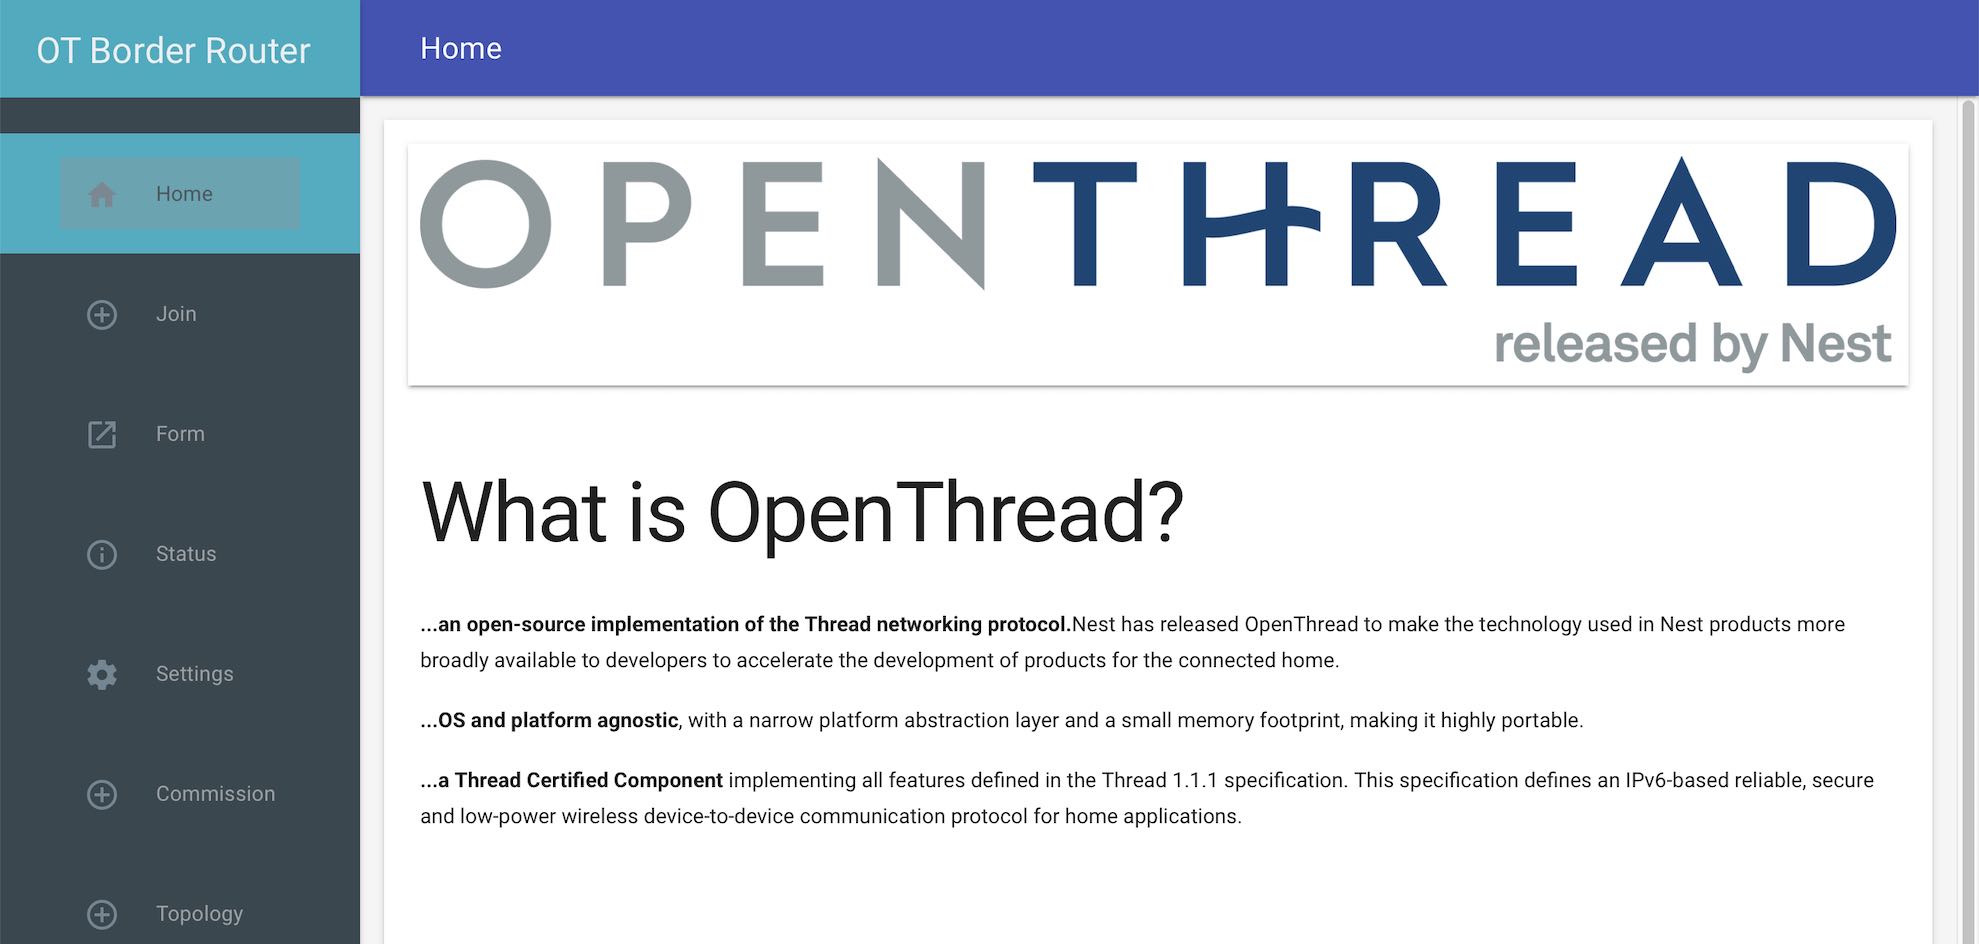 OT Border Router
Home
Home
Join
Form
Status
Settings
Commission
Topology
OPENTHREAD
released by Nest
What is OpenThread?
...an open-source implementation of the Thread networking protocol.Nest has released OpenThread to make the technology used in Nest products more
broadly available to developers to accelerate the development of products for the connected home.
...OS and platform agnostic, with a narrow platform abstraction layer and a small memory footprint, making it highly portable.
...a Thread Certified Component implementing all features defined in the Thread 1.1.1 specification. This specification defines an IPv6-based reliable, secure
and low-power wireless device-to-device communication protocol for home applications.